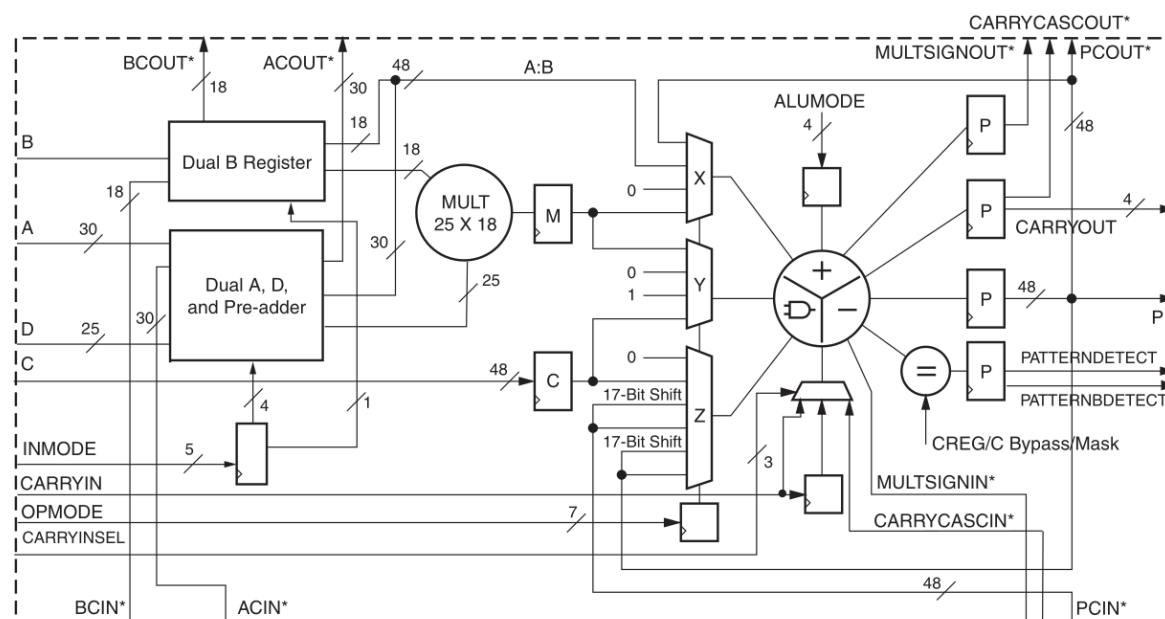 CARRYCASCOUT*
BCOUT*
ACOUT*
MULTSIGNOUT*
PCOUT*
48
A:B
18
30
ALUMODE
4
P
48
18
B
Dual B Register
18
X
18
MULT
25 X 18
0
M
P
4
CARRYOUT
A
30
30
Dual A, D,
and Pre-adder
0
Y
1
+
−
25
30
P
48
P
D
25
C
0
48
C
17-Bit Shift
Z
17-Bit Shift
=
P
PATTERNDETECT
PATTERNBDETECT
4
1
CREG/C Bypass/Mask
INMODE
5
3
CARRYIN
MULTSIGNIN*
OPMODE
7
CARRYCASCIN*
CARRYINSEL
48
BCIN*
ACIN*
PCIN*